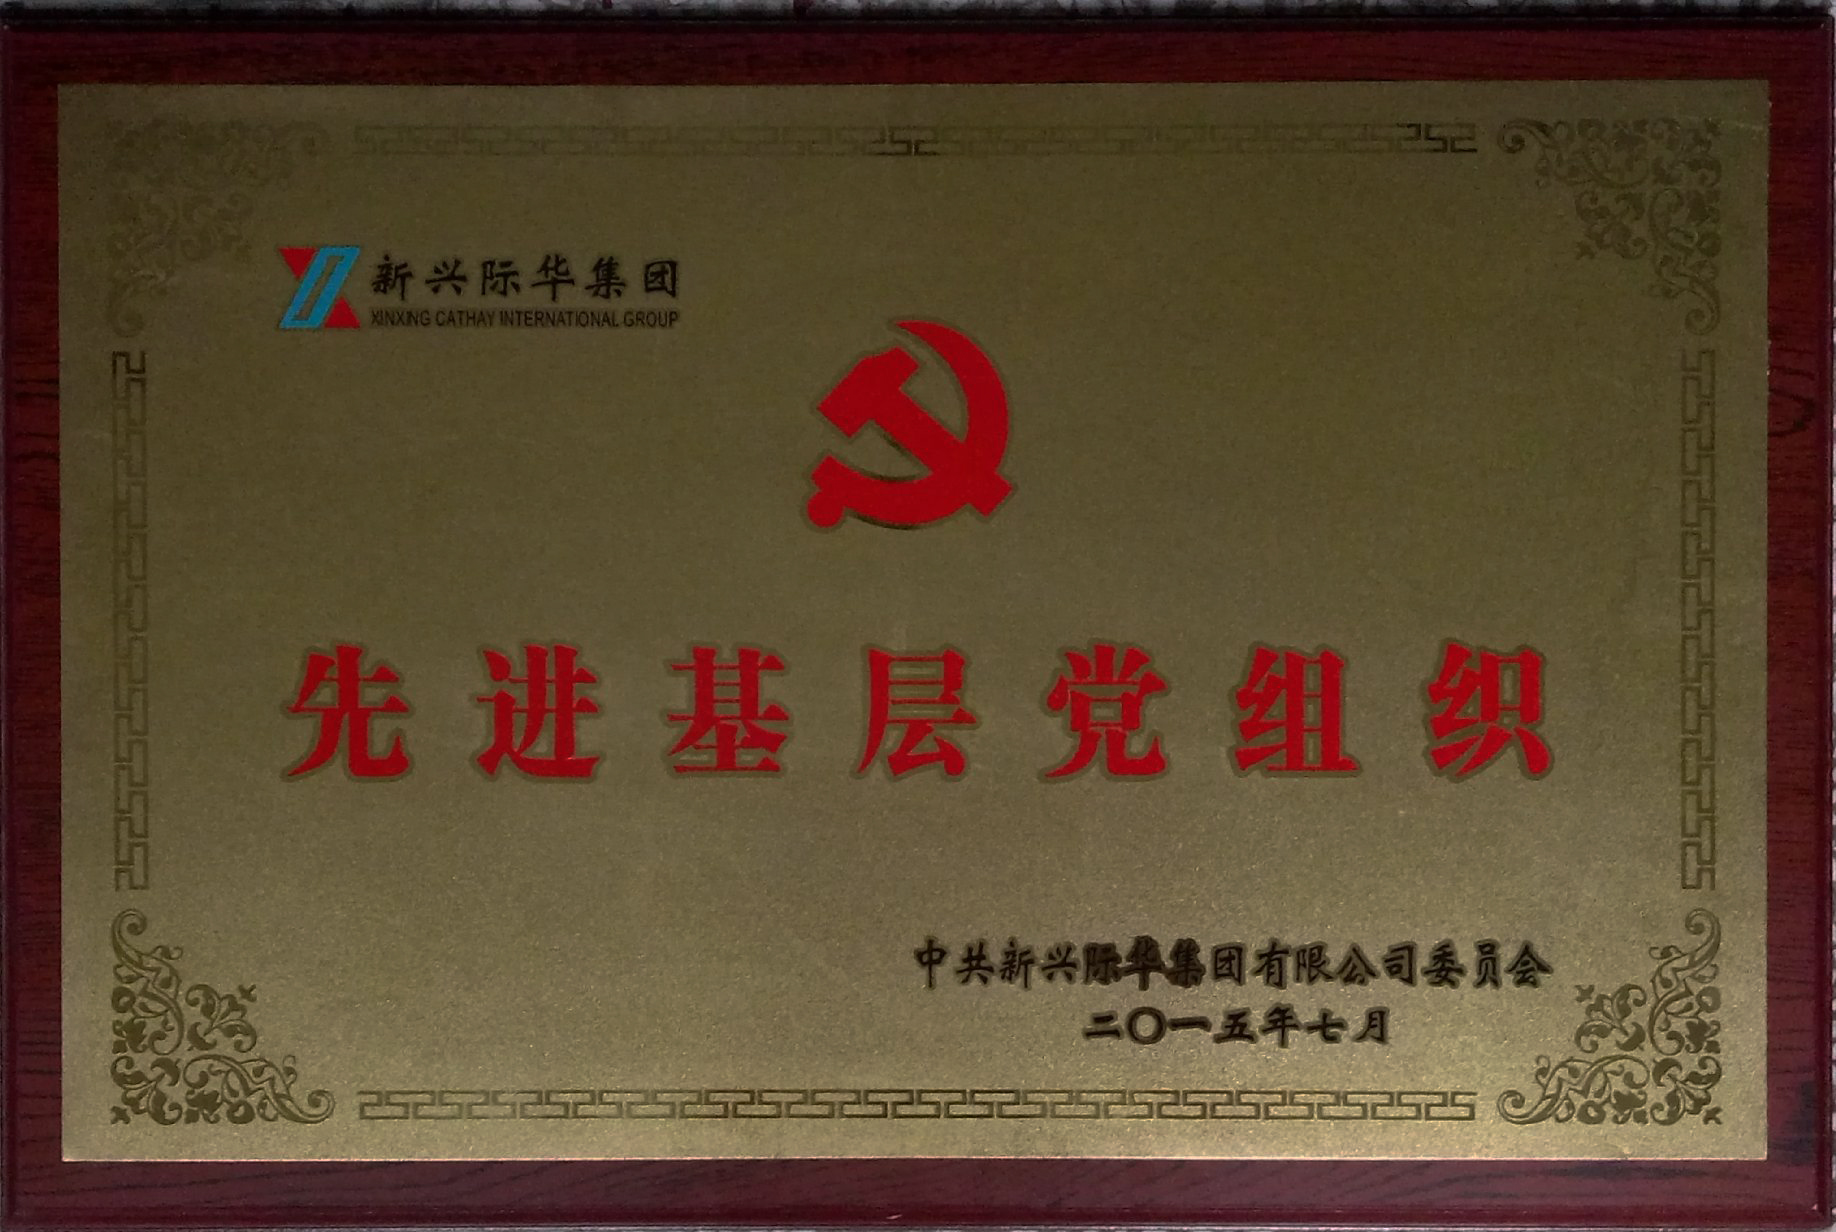 新兴际华集团
XINXING CATHAY INTERNATIONAL GROUP
先进基层党组织
中共新兴际华集团有限公司委员会
二〇一五年七月